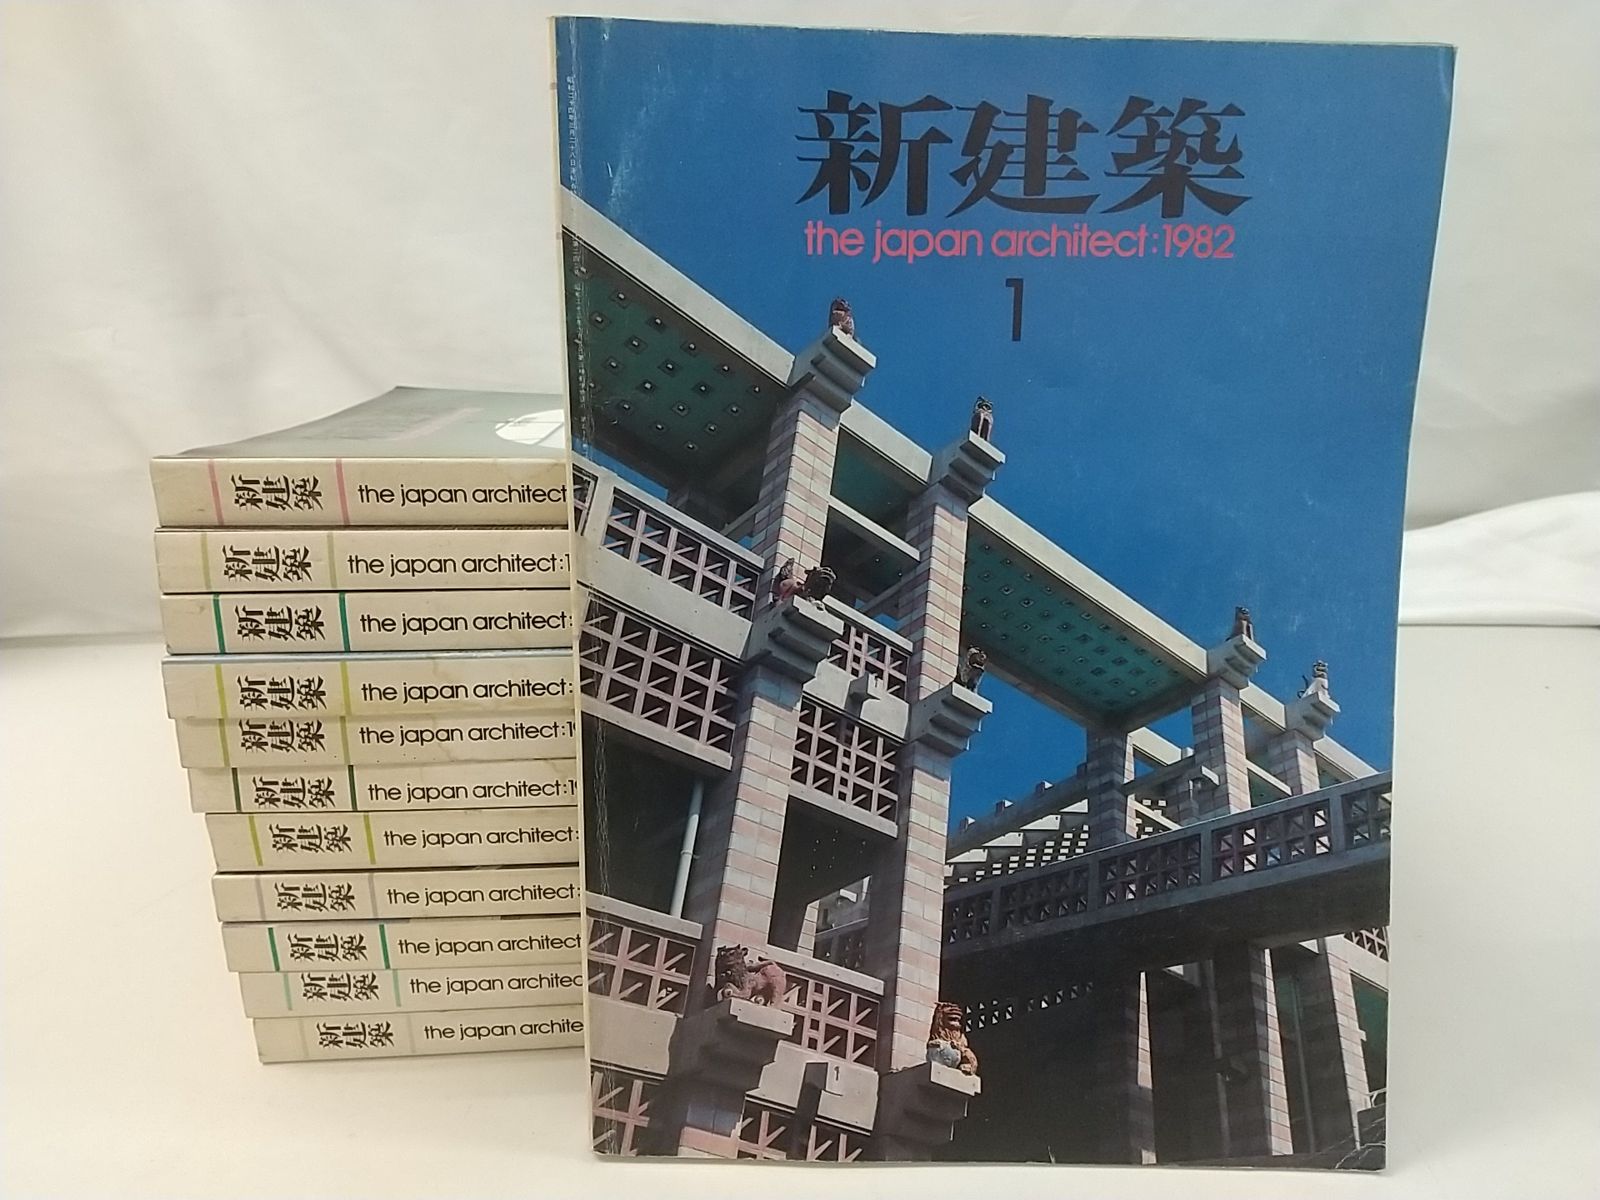 新建築
the japan architect:1982
1
新建築 the japan architect
新建築 the japan architect:1
新建築 the japan architect:
新建築 the japan architect:
新建築 the japan architect:19
新建築 the japan architect:19
新建築 the japan architect:
新建築 the japan architect:
新建築 the japan architect
新建築 the japan architec
新建築 the japan archite